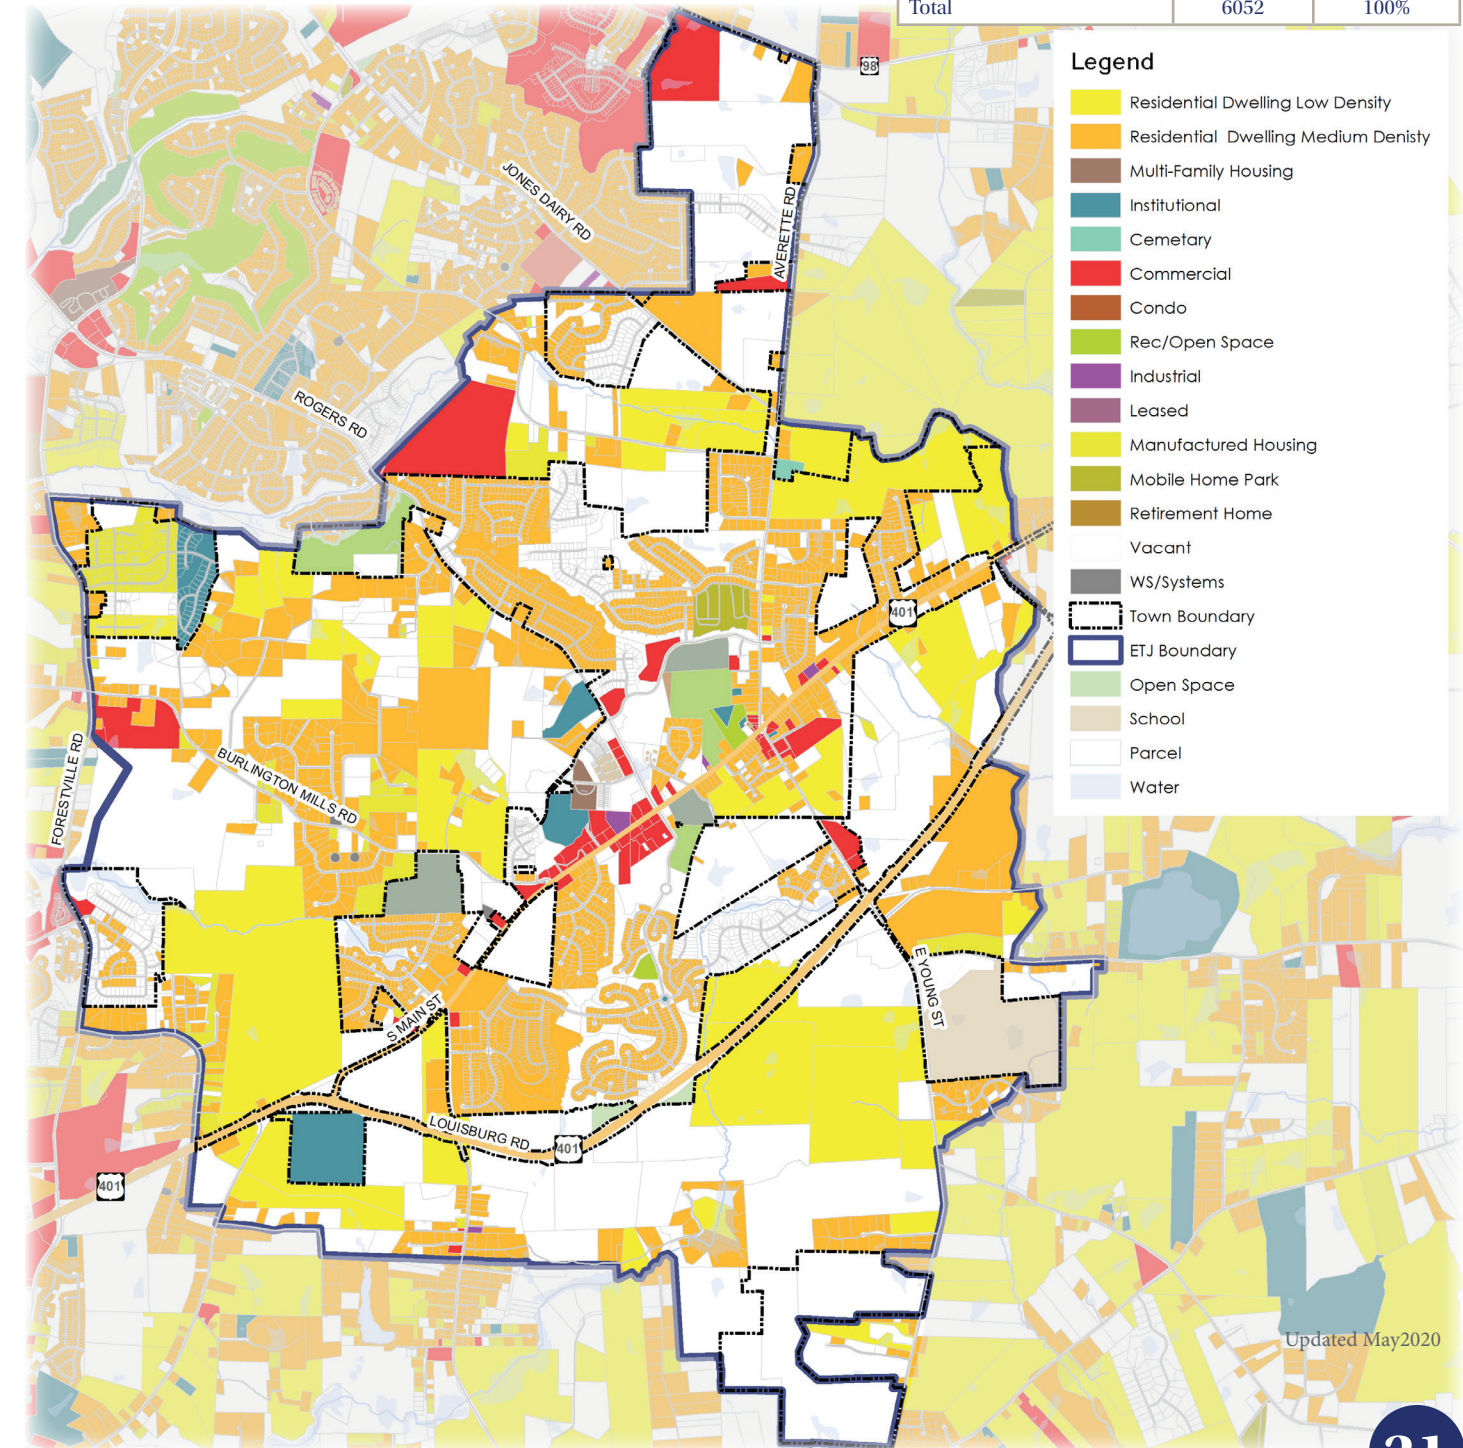 Total 6052 100%
98
Legend
Residential Dwelling Low Density
Residential Dwelling Medium Denisty
Multi-Family Housing
Institutional
Cemetary
Commercial
Condo
Rec/Open Space
Industrial
Leased
Manufactured Housing
Mobile Home Park
Retirement Home
Vacant
WS/Systems
Town Boundary
ETJ Boundary
Open Space
School
Parcel
Water
JONES DAIRY RD
AVERETTE RD
ROGERS RD
401
FORESTVILLE RD
BURLINGTON MILLS RD
E YOUNG ST
S MAIN ST
LOUISBURG RD
401
401
Updated May2020
21